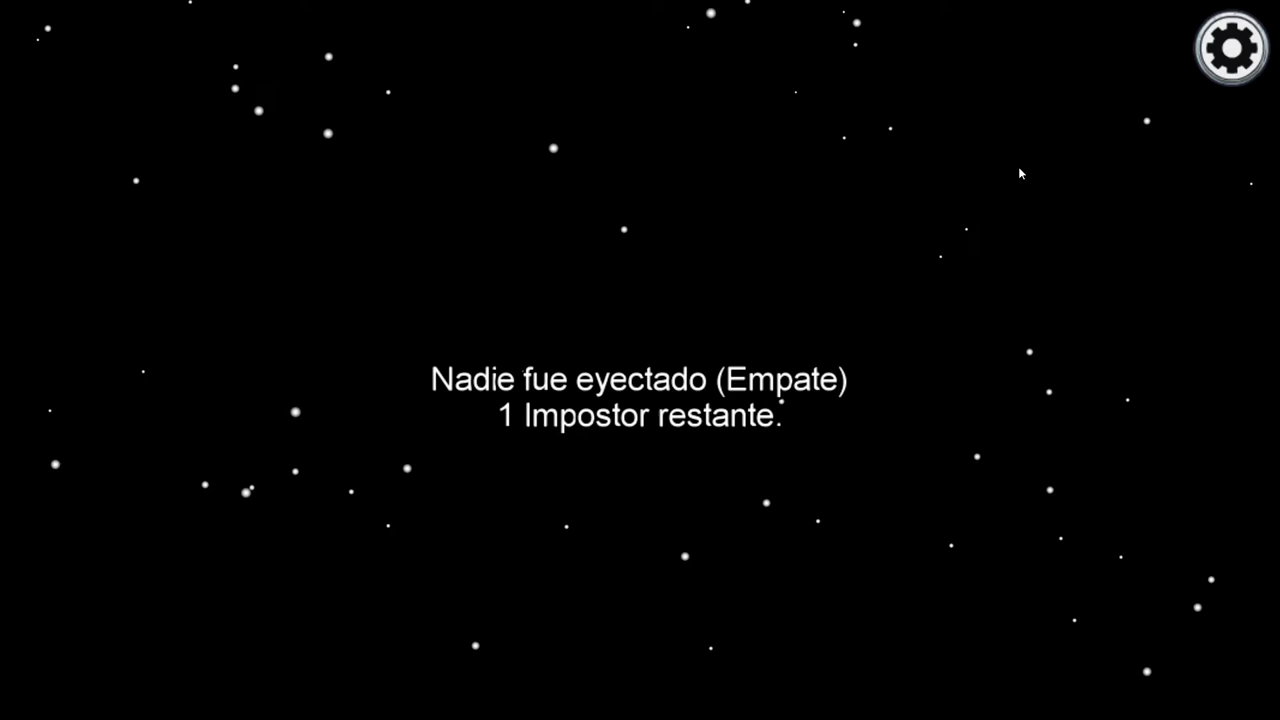 Nadie fue eyectado (Empate)
1 Impostor restante.